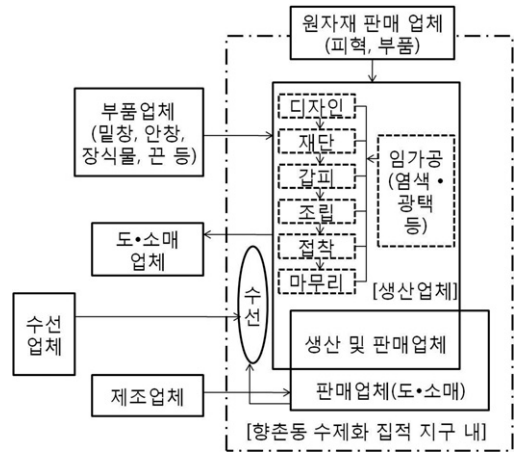 원자재 판매 업체
(피혁, 부품)
부품업체
(밑창, 안창,
장식물, 끈 등)
디자인
재단
갑피
조립
접착
마무리
임가공
(염색•
광택
등)
도•소매
업체
수선
[생산업체]
수선
업체
생산 및 판매업체
제조업체
판매업체(도•소매)
[향촌동 수제화 집적 지구 내]